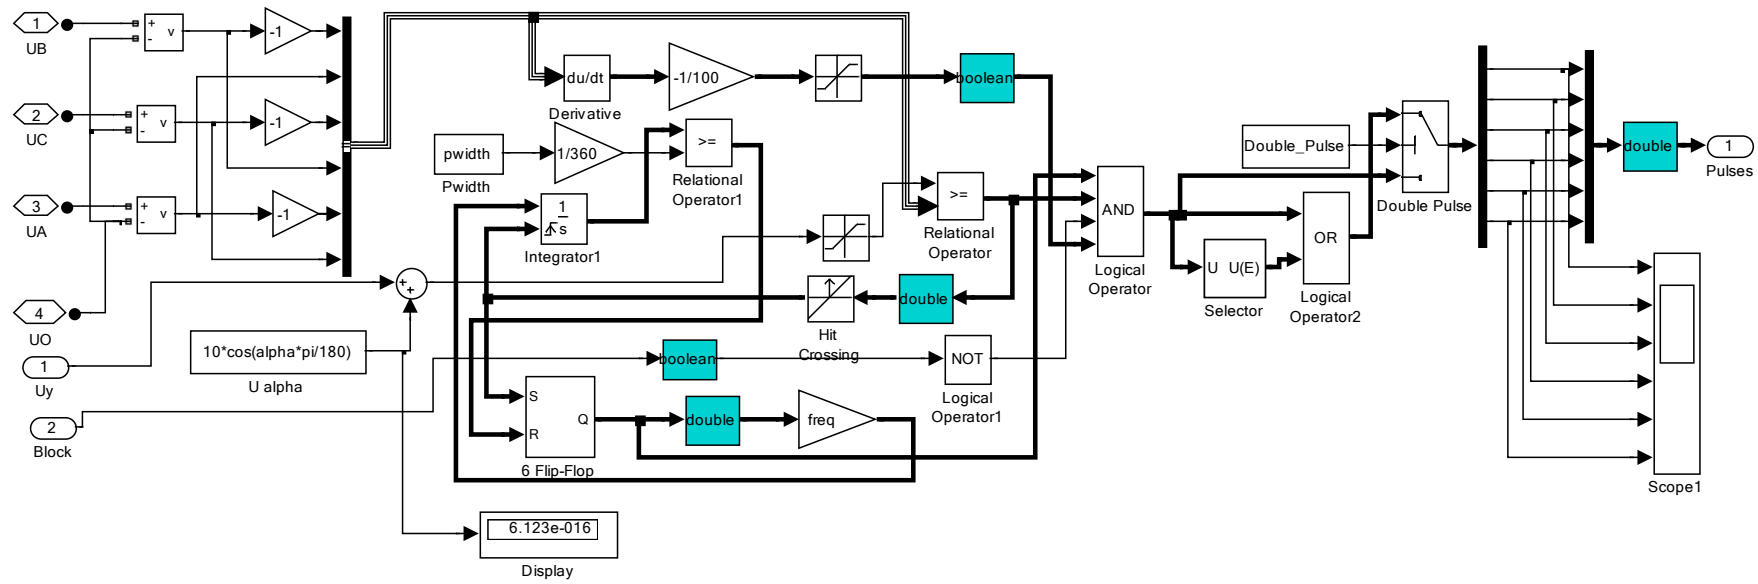 1
UB
+
-
v
-1
2
UC
+
-
v
-1
3
UA
+
-
v
-1
4
UO
1
Uy
2
Block
10*cos(alpha*pi/180)
U alpha
+
+
du/dt
Derivative
-1/100
boolean
pwidth
Pwidth
1/360
>=
Relational
Operator1
1
s
Integrator1
>=
Relational
Operator
double
Hit
Crossing
boolean
NOT
Logical
Operator1
S
R
Q
6 Flip-Flop
double
freq
6.123e-016
Display
AND
Logical
Operator
U U(E)
Selector
OR
Logical
Operator2
Double_Pulse
Double Pulse
double
1
Pulses
Scope1